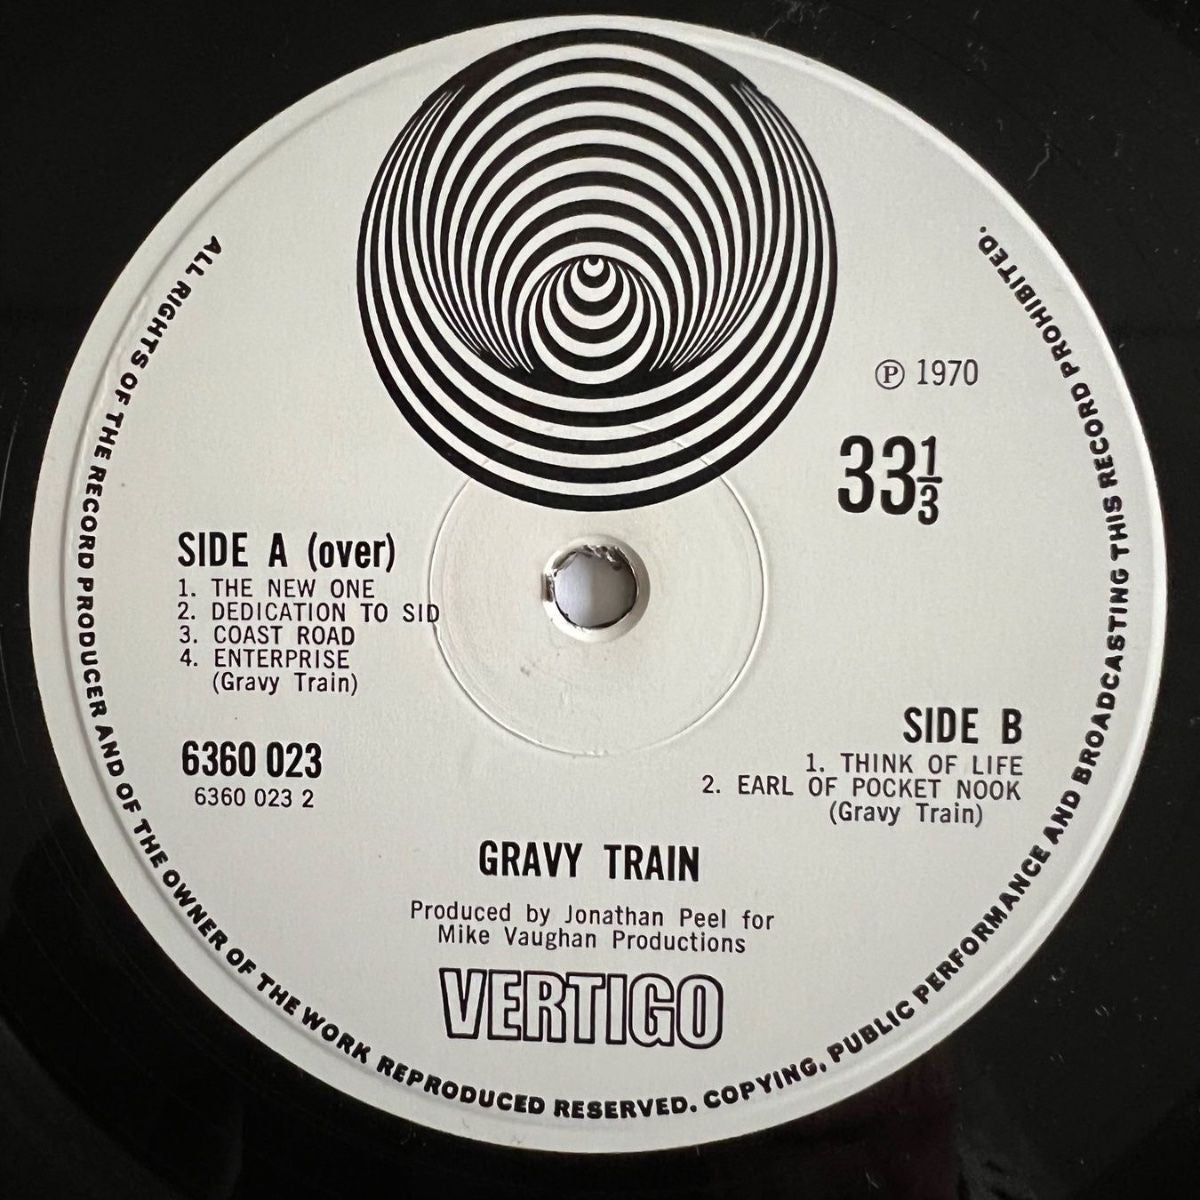 ALL RIGHTS OF THE RECORD PRODUCER AND OF THE OWNER OF THE WORK REPRODUCED RESERVED. COPYING, PUBLIC PERFORMANCE AND BROADCASTING THIS RECORD PROHIBITED.
℗ 1970
33⅓
SIDE A (over)
1. THE NEW ONE
2. DEDICATION TO SID
3. COAST ROAD
4. ENTERPRISE
(Gravy Train)
6360 023
6360 023 2
SIDE B
1. THINK OF LIFE
2. EARL OF POCKET NOOK
(Gravy Train)
GRAVY TRAIN
Produced by Jonathan Peel for
Mike Vaughan Productions
VERTIGO